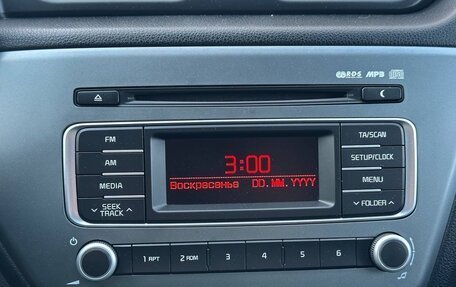 RDS MP3
FM
AM
MEDIA
SEEK
TRACK
3:00
Воскресенье DD.MM.YYYY
TA/SCAN
SETUP/CLOCK
MENU
FOLDER
1 RPT
2 RDM
3
4
5
6